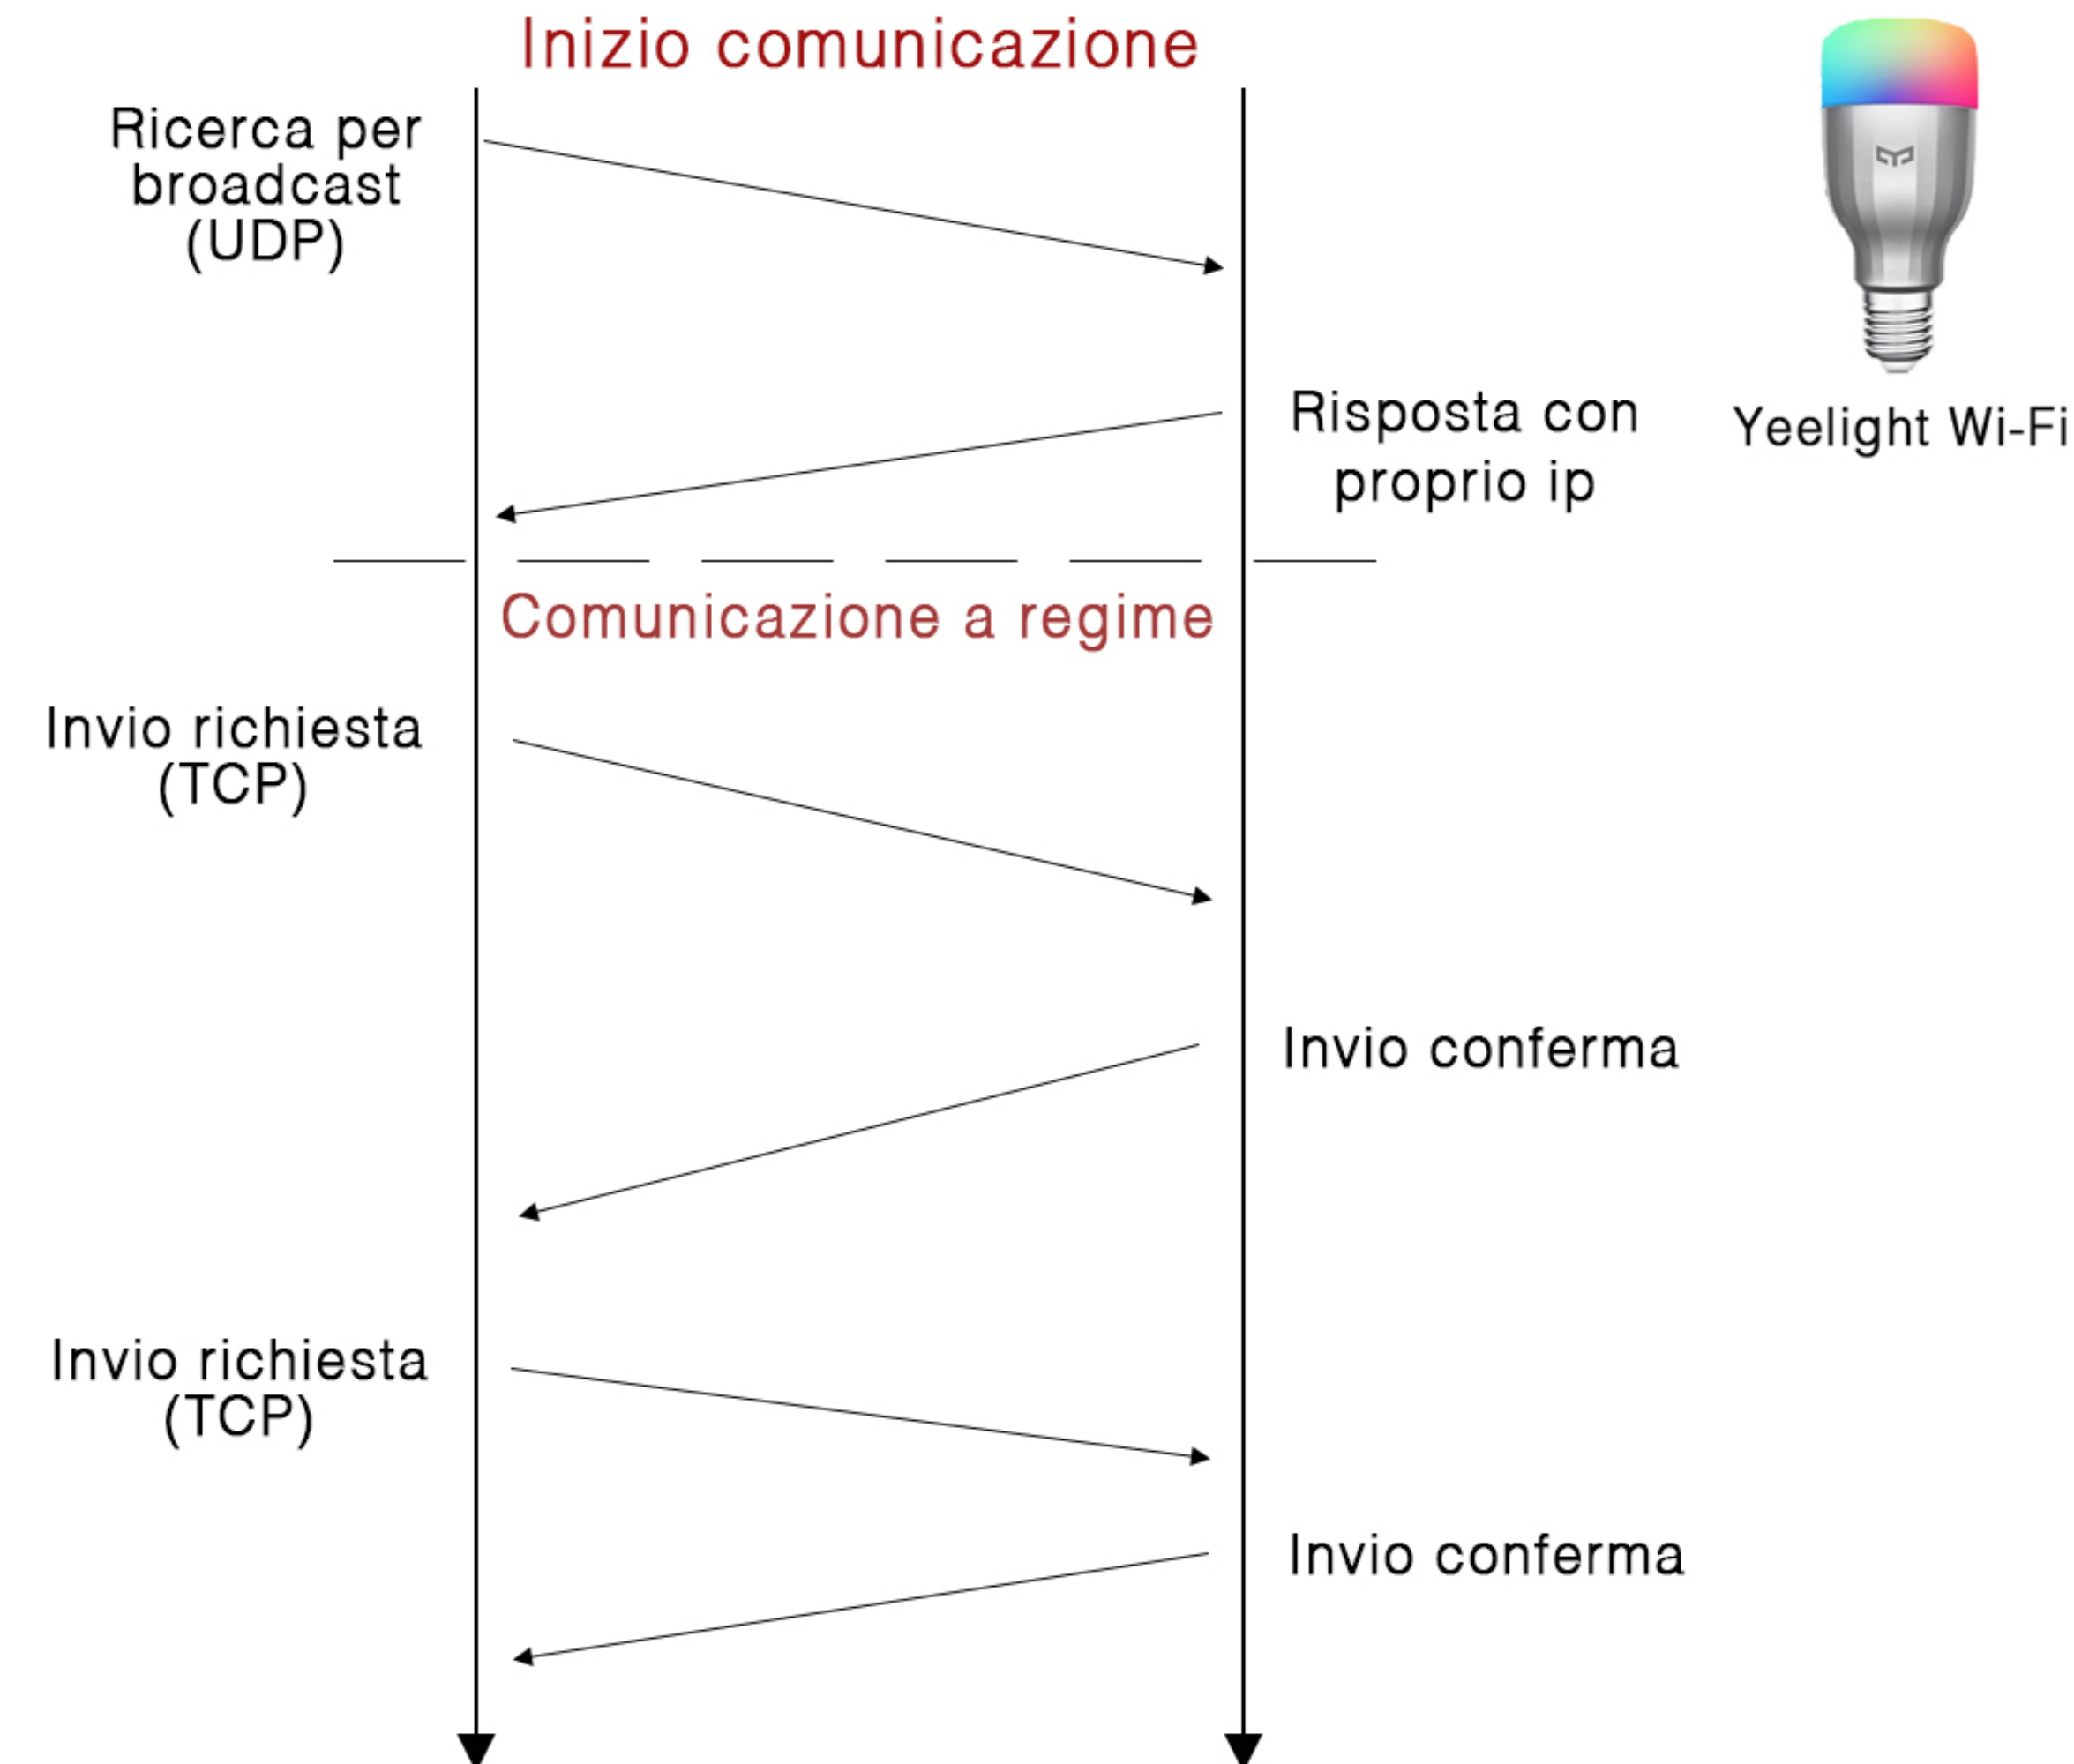 Inizio comunicazione
Ricerca per
broadcast
(UDP)
Risposta con
proprio ip
Yeelight Wi-Fi
Comunicazione a regime
Invio richiesta
(TCP)
Invio conferma
Invio richiesta
(TCP)
Invio conferma